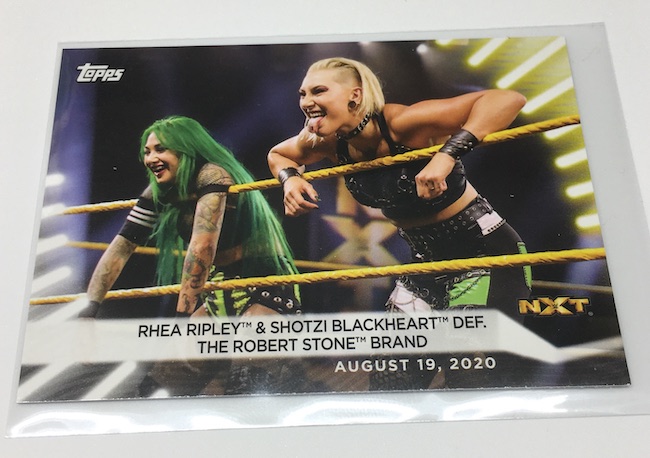 Topps
NXT®
RHEA RIPLEY™ & SHOTZI BLACKHEART™ DEF.
THE ROBERT STONE™ BRAND
AUGUST 19, 2020